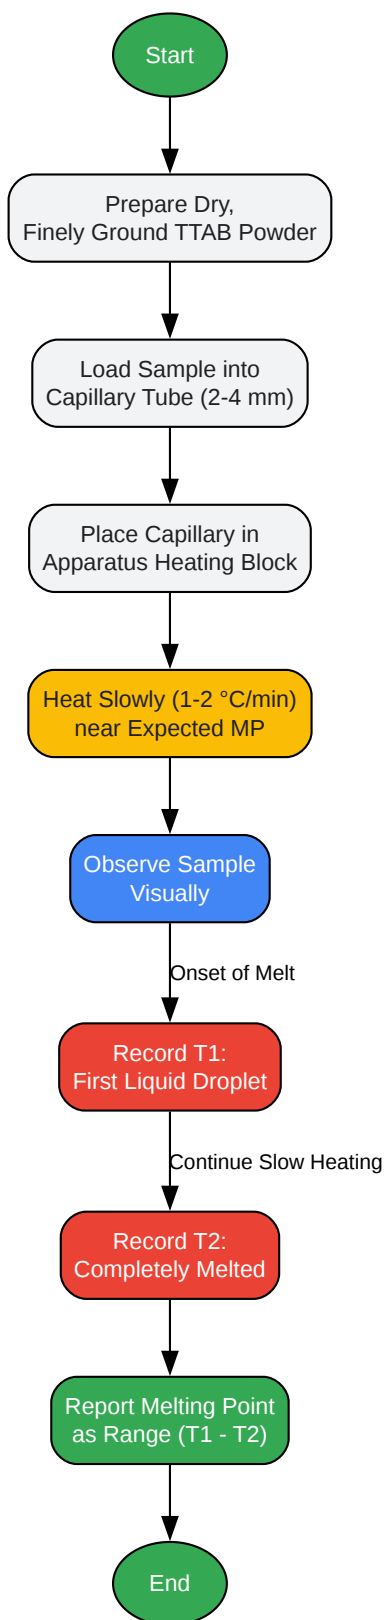 Start
Prepare Dry,
Finely Ground TTAB Powder
Load Sample into
Capillary Tube (2-4 mm)
Place Capillary in
Apparatus Heating Block
Heat Slowly (1-2 °C/min)
near Expected MP
Observe Sample
Visually
Onset of Melt
Record T1:
First Liquid Droplet
Continue Slow Heating
Record T2:
Completely Melted
Report Melting Point
as Range (T1 - T2)
End